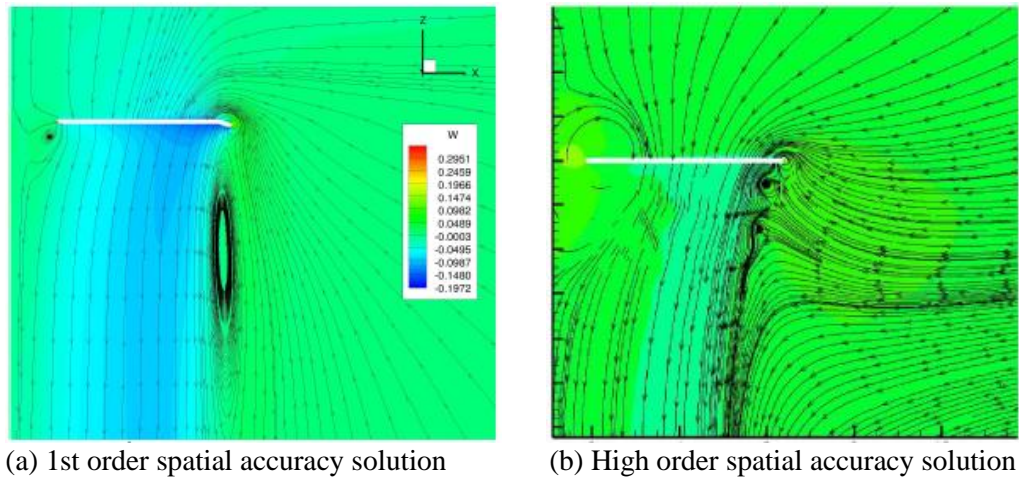 Z
X
W
0.2951
0.2459
0.1966
0.1474
0.0982
0.0489
-0.0003
-0.0495
-0.0987
-0.1480
-0.1972
(a) 1st order spatial accuracy solution
(b) High order spatial accuracy solution